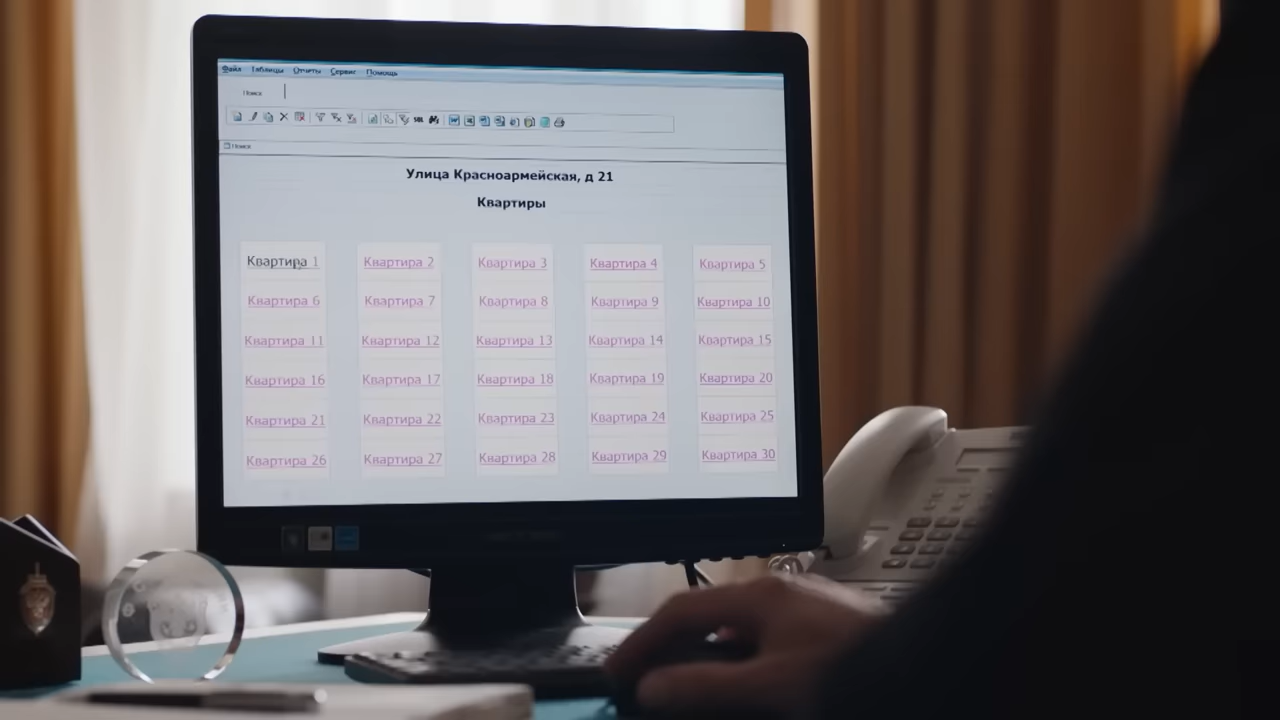 Файл Таблицы Отчеты Сервис Помощь
Поиск
SQL
Поиск
Улица Красноармейская, д 21
Квартиры
Квартира 1 Квартира 2 Квартира 3 Квартира 4 Квартира 5
Квартира 6 Квартира 7 Квартира 8 Квартира 9 Квартира 10
Квартира 11 Квартира 12 Квартира 13 Квартира 14 Квартира 15
Квартира 16 Квартира 17 Квартира 18 Квартира 19 Квартира 20
Квартира 21 Квартира 22 Квартира 23 Квартира 24 Квартира 25
Квартира 26 Квартира 27 Квартира 28 Квартира 29 Квартира 30